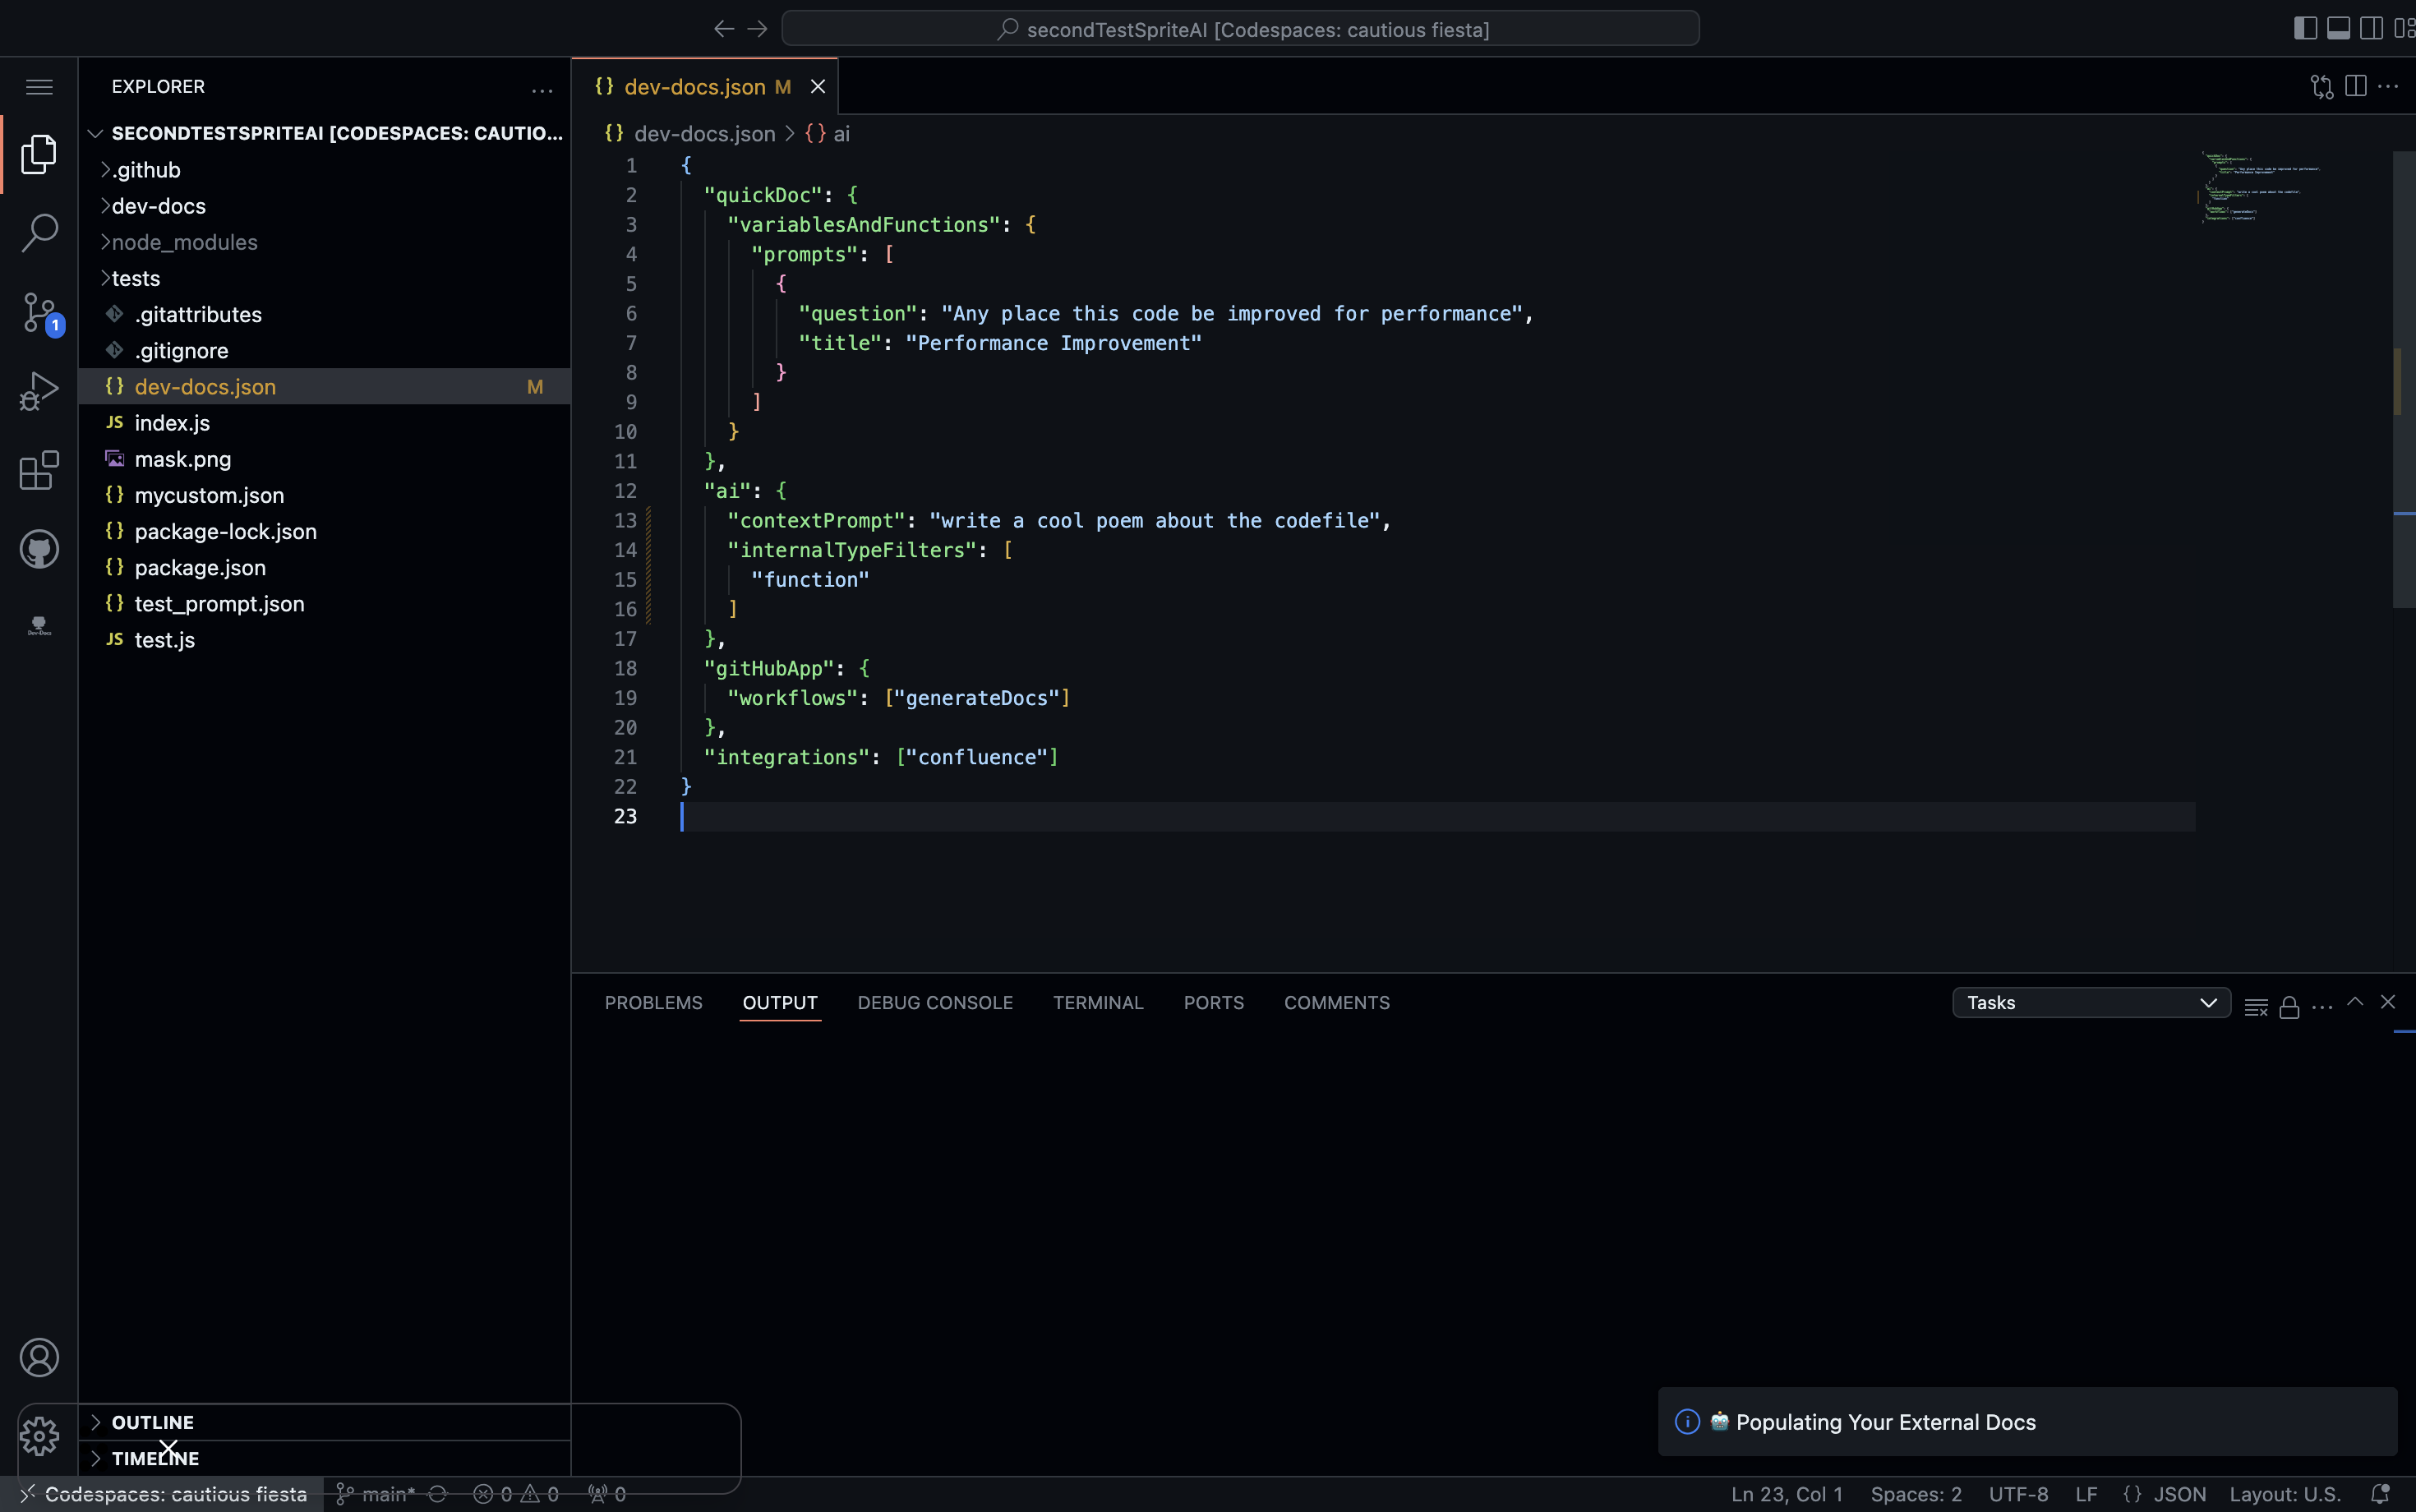 secondTestSpriteAI [Codespaces: cautious fiesta]
EXPLORER
SECONDTESTSPRITEAI [CODESPACES: CAUTIO...
.github
dev-docs
node_modules
tests
.gitattributes
.gitignore
{} dev-docs.json M
JS index.js
mask.png
{} mycustom.json
{} package-lock.json
{} package.json
{} test_prompt.json
JS test.js
1
Dev-Docs
OUTLINE
TIMELINE
{} dev-docs.json M
{} dev-docs.json > {} ai
1 {
2 "quickDoc": {
3 "variablesAndFunctions": {
4 "prompts": [
5 {
6 "question": "Any place this code be improved for performance",
7 "title": "Performance Improvement"
8 }
9 ]
10 }
11 },
12 "ai": {
13 "contextPrompt": "write a cool poem about the codefile",
14 "internalTypeFilters": [
15 "function"
16 ]
17 },
18 "gitHubApp": {
19 "workflows": ["generateDocs"]
20 },
21 "integrations": ["confluence"]
22 }
23
PROBLEMS OUTPUT DEBUG CONSOLE TERMINAL PORTS COMMENTS
Tasks
Populating Your External Docs
Codespaces: cautious fiesta main* 0 0 0
Ln 23, Col 1 Spaces: 2 UTF-8 LF {} JSON Layout: U.S.